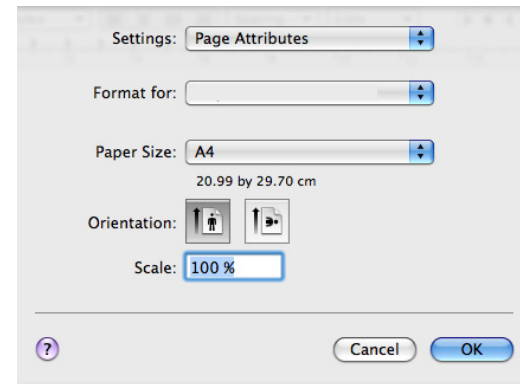 Settings: Page Attributes
Format for:
Paper Size: A4
20.99 by 29.70 cm
Orientation:
Scale: 100 %
? Cancel OK